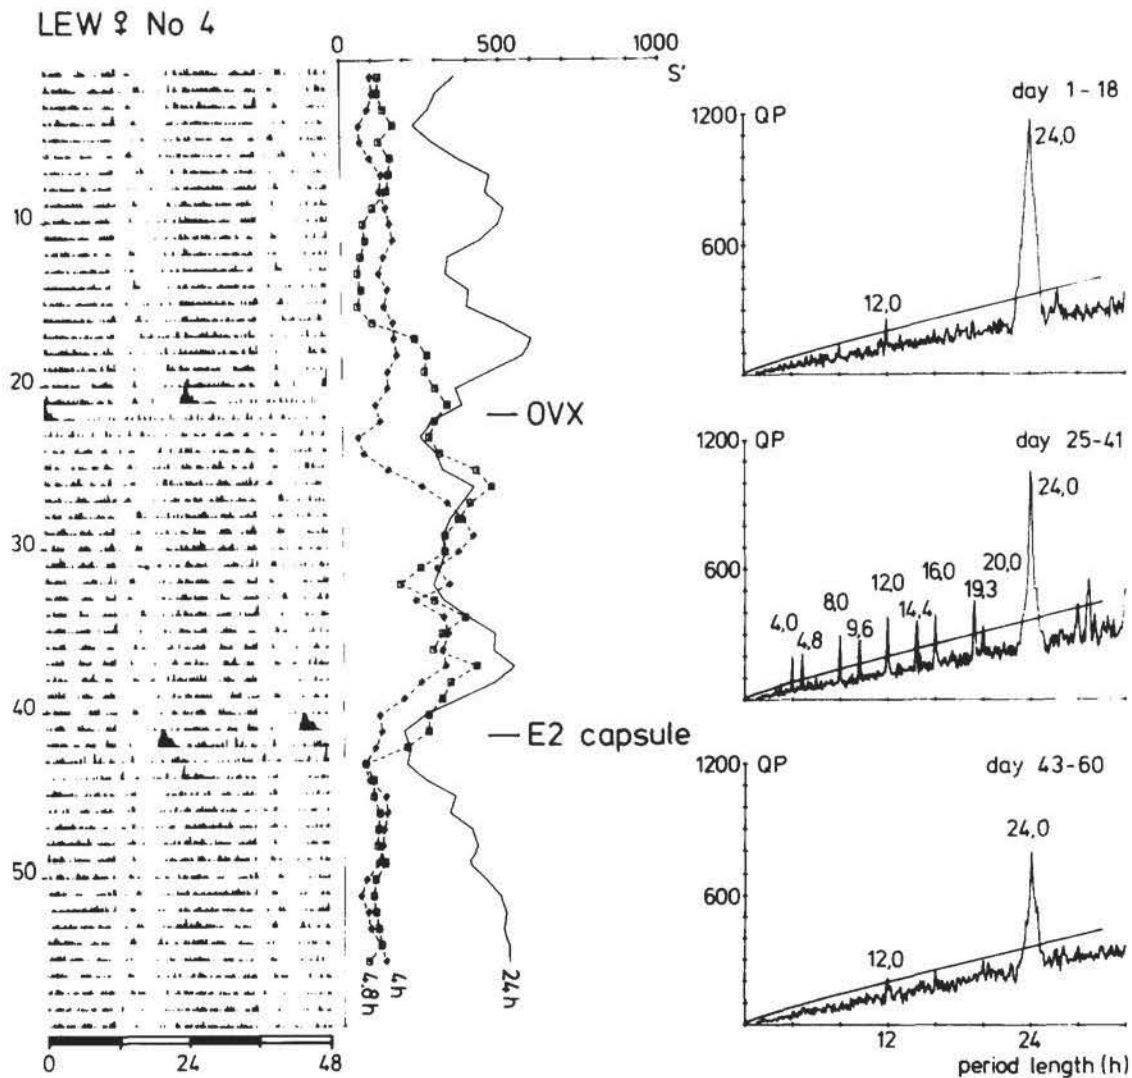 LEW ♀ No 4
0 500 1000
S'
10
20
30
40
50
OVX
E2 capsule
4,8h
4h
24h
0 24 48
day 1-18
1200 QP
24,0
600
12,0
day 25-41
1200 QP
24,0
600
20,0
16,0
12,0
19,3
8,0
14,4
4,0
9,6
4,8
day 43-60
1200 QP
24,0
600
12,0
12 24
period length (h)